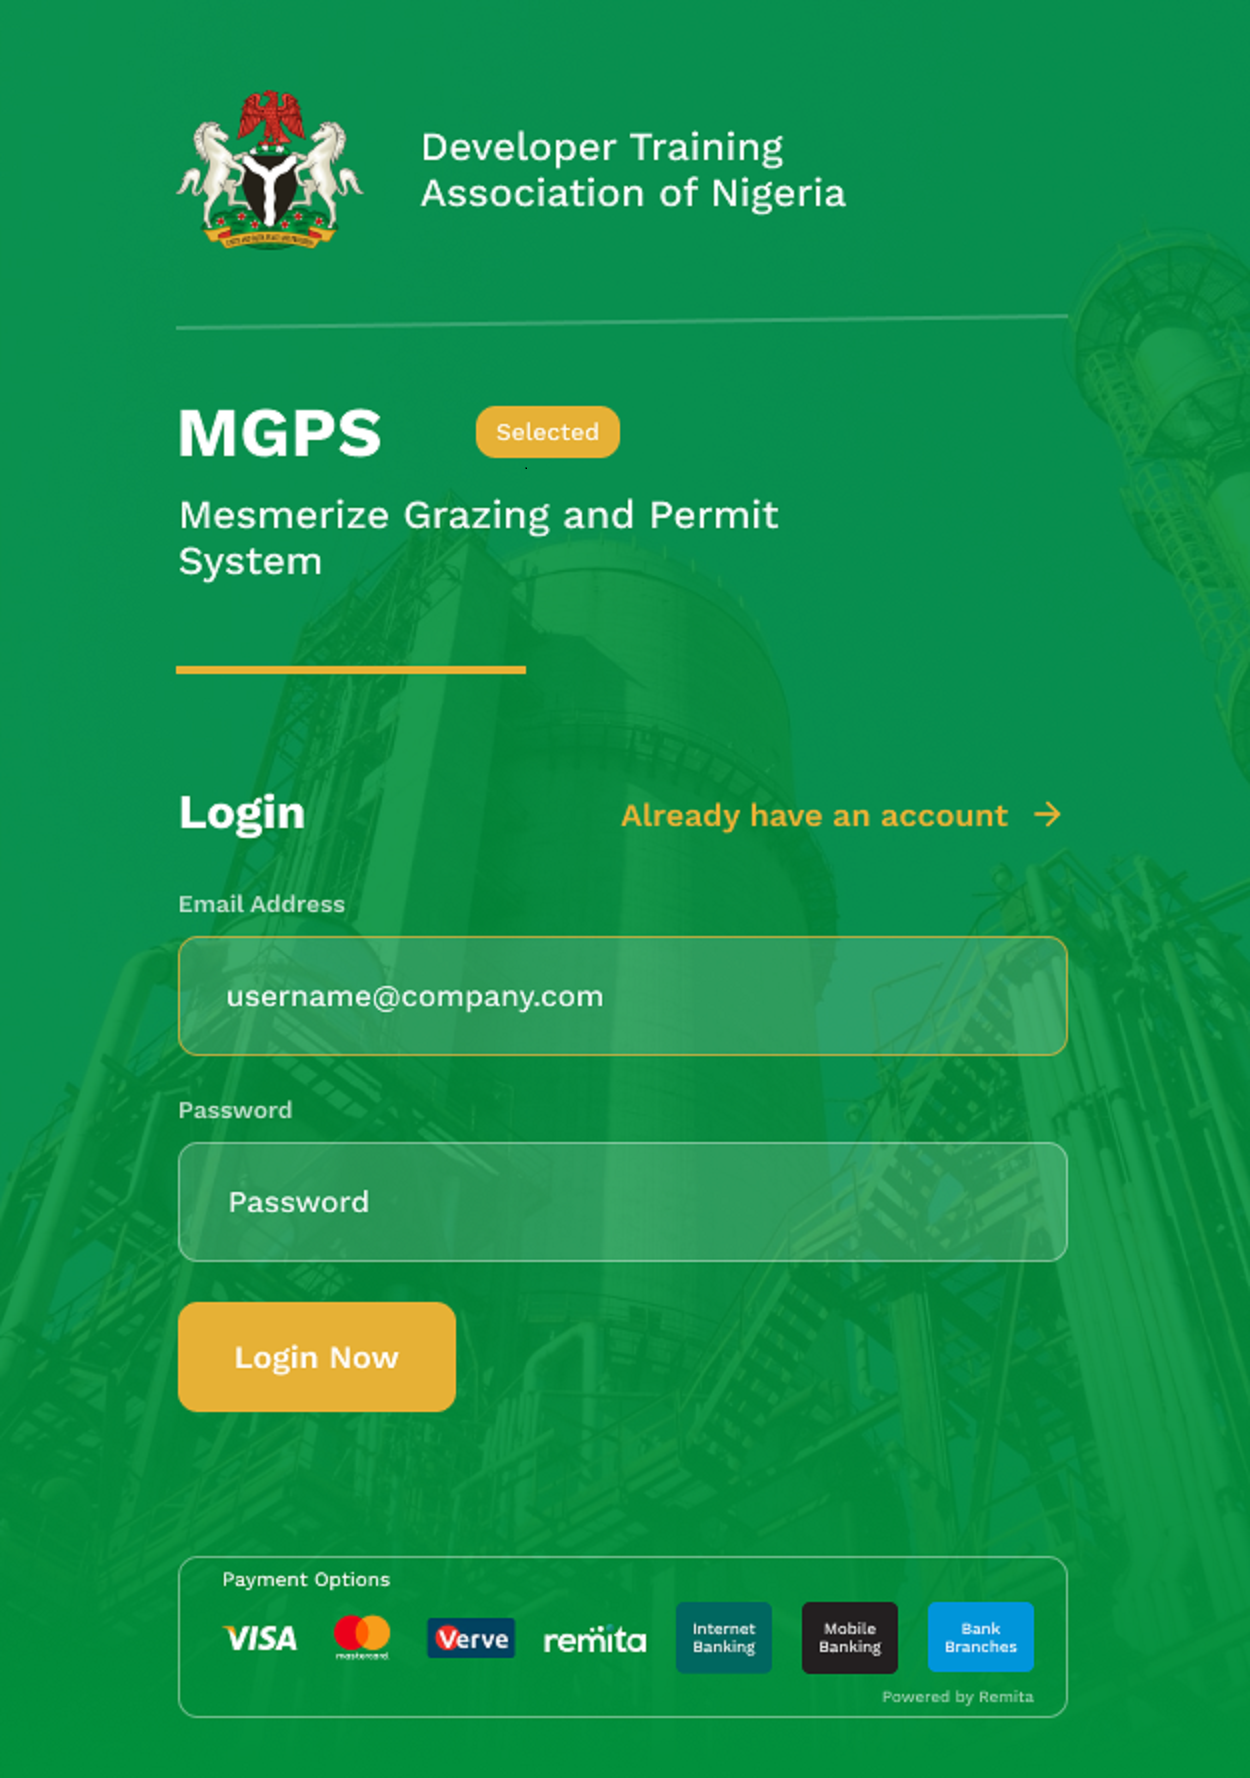 Developer Training
Association of Nigeria
MGPS
Selected
Mesmerize Grazing and Permit
System
Login
Already have an account
Email Address
username@company.com
Password
Password
Login Now
Payment Options
VISA
mastercard
Verve
remita
Internet
Banking
Mobile
Banking
Bank
Branches
Powered by Remita